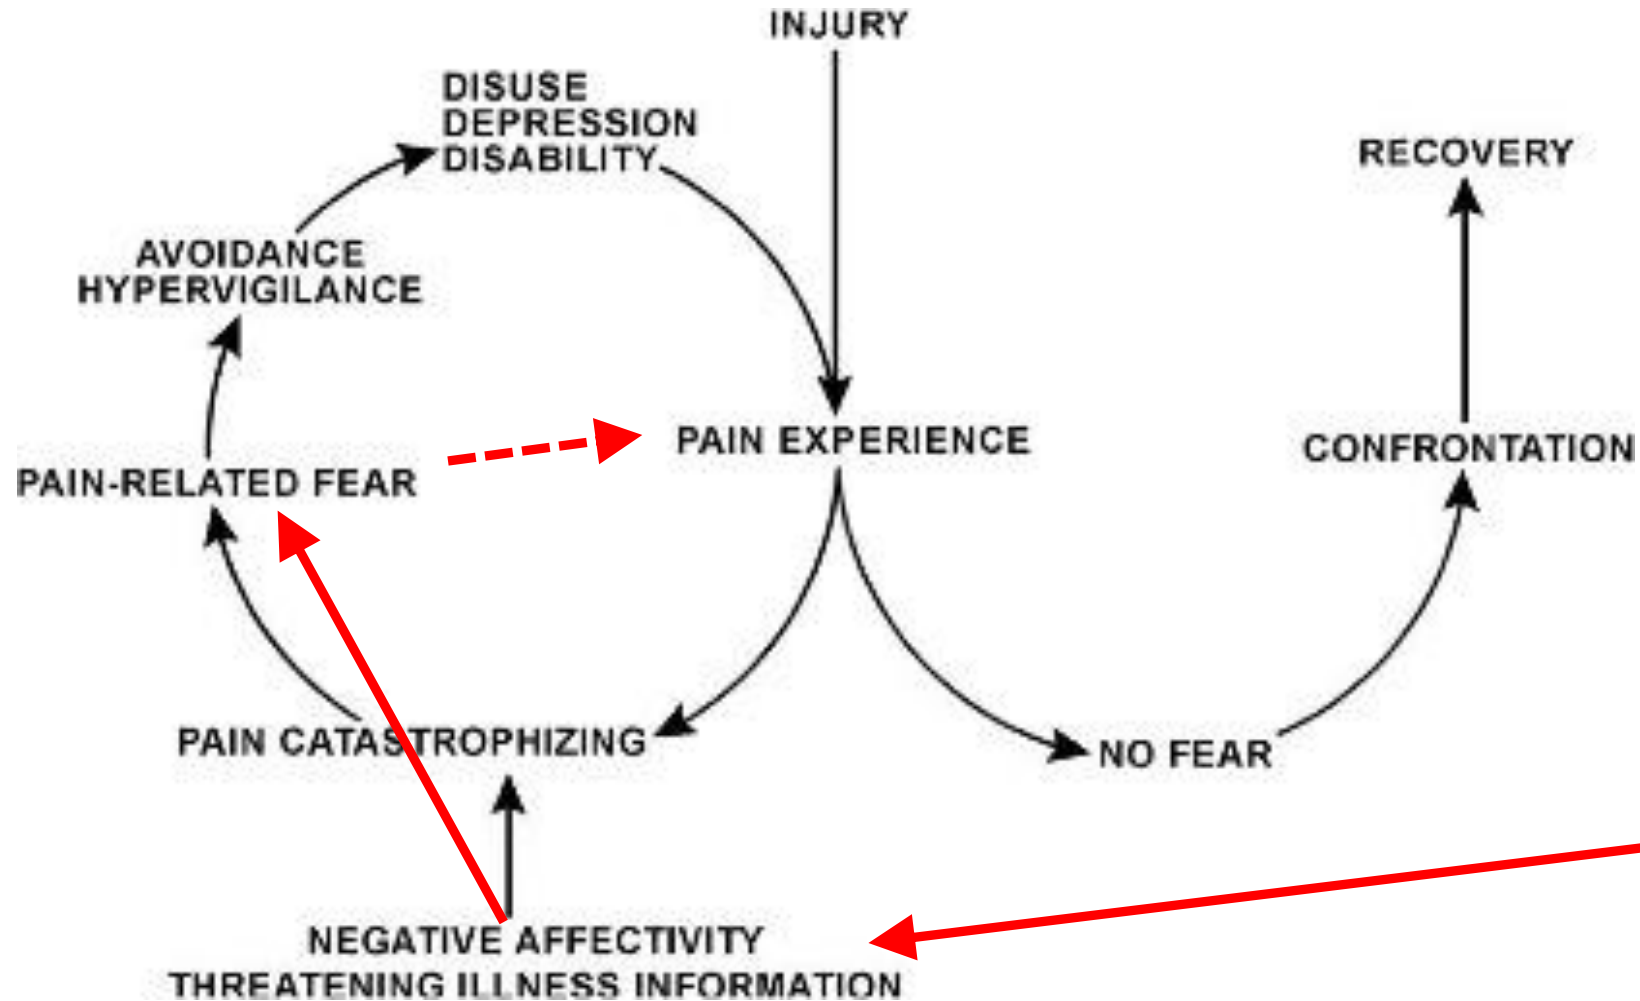 INJURY
DISUSE
DEPRESSION
DISABILITY
RECOVERY
AVOIDANCE
HYPERVIGILANCE
PAIN EXPERIENCE
CONFRONTATION
PAIN-RELATED FEAR
PAIN CATASTROPHIZING
NO FEAR
NEGATIVE AFFECTIVITY
THREATENING ILLNESS INFORMATION